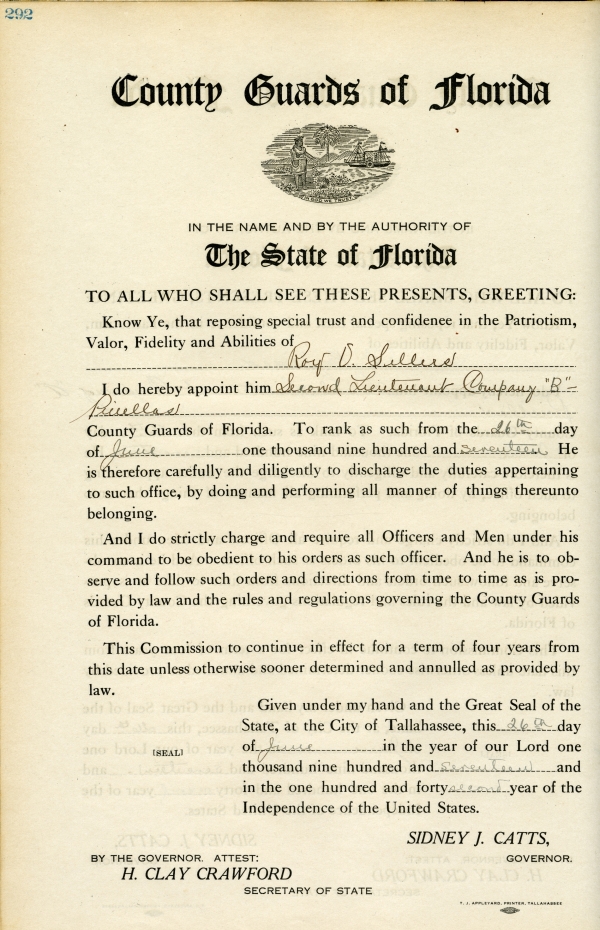 292
County Guards of Florida
IN GOD WE TRUST
IN THE NAME AND BY THE AUTHORITY OF
The State of Florida
TO ALL WHO SHALL SEE THESE PRESENTS, GREETING:
Know Ye, that reposing special trust and confidenee in the Patriotism,
Valor, Fidelity and Abilities of
Roy D. Sellers
I do hereby appoint him Second Lieutenant Company "B"-
Pinellas
County Guards of Florida. To rank as such from the 26th day
of June one thousand nine hundred and seventeen He
is therefore carefully and diligently to discharge the duties appertaining
to such office, by doing and performing all manner of things thereunto
belonging.
And I do strictly charge and require all Officers and Men under his
command to be obedient to his orders as such officer. And he is to ob-
serve and follow such orders and directions from time to time as is pro-
vided by law and the rules and regulations governing the County Guards
of Florida.
This Commission to continue in effect for a term of four years from
this date unless otherwise sooner determined and annulled as provided by
law.
Given under my hand and the Great Seal of the
State, at the City of Tallahassee, this 26th day
[SEAL] of June in the year of our Lord one
thousand nine hundred and seventeen and
in the one hundred and forty second year of the
Independence of the United States.
SIDNEY J. CATTS,
BY THE GOVERNOR. ATTEST: GOVERNOR.
H. CLAY CRAWFORD
SECRETARY OF STATE
T. J. APPLEYARD, PRINTER, TALLAHASSEE